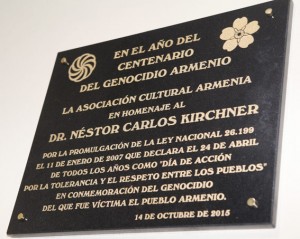 EN EL AÑO DEL
CENTENARIO
DEL GENOCIDIO ARMENIO
LA ASOCIACIÓN CULTURAL ARMENIA
EN HOMENAJE AL
DR. NÉSTOR CARLOS KIRCHNER
POR LA PROMULGACIÓN DE LA LEY NACIONAL 26.199
EL 11 DE ENERO DE 2007 QUE DECLARA EL 24 DE ABRIL
DE TODOS LOS AÑOS COMO "DÍA DE ACCIÓN
POR LA TOLERANCIA Y EL RESPETO ENTRE LOS PUEBLOS"
EN CONMEMORACIÓN DEL GENOCIDIO
DEL QUE FUE VÍCTIMA EL PUEBLO ARMENIO.
14 DE OCTUBRE DE 2015